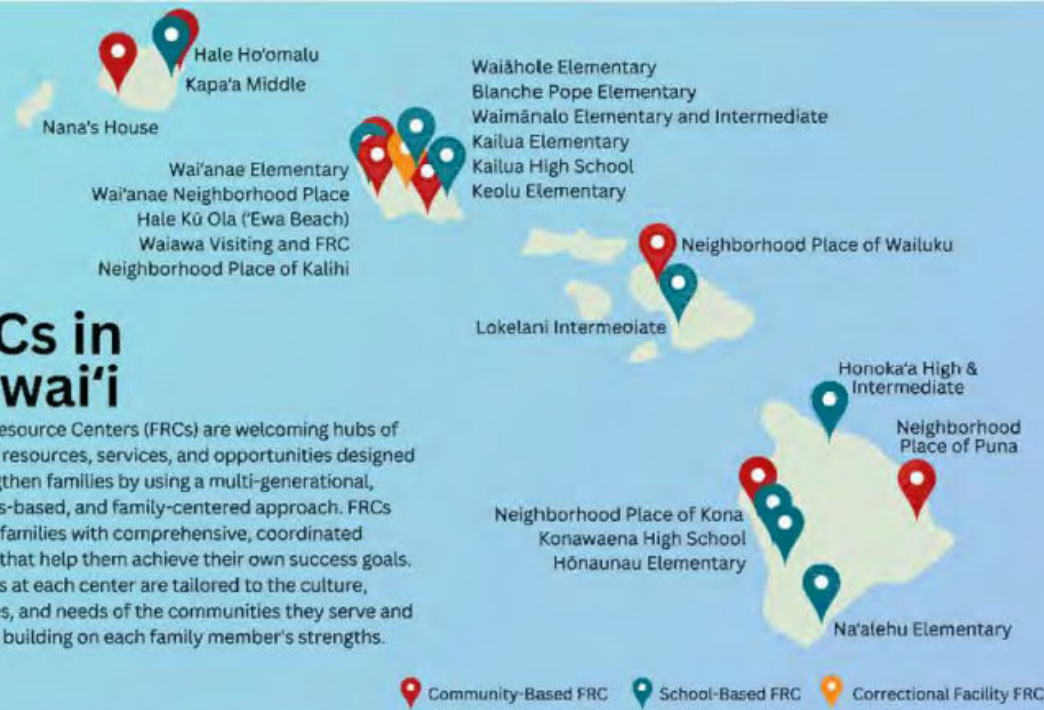 Hale Ho'omalu
Kapa'a Middle
Nana's House
Waiāhole Elementary
Blanche Pope Elementary
Waimānalo Elementary and Intermediate
Kailua Elementary
Kailua High School
Keolu Elementary
Wai'anae Elementary
Wai'anae Neighborhood Place
Hale Kū Ola ('Ewa Beach)
Waiawa Visiting and FRC
Neighborhood Place of Kalihi
Neighborhood Place of Wailuku
Lokelani Intermediate
Cs in
wai'i
esource Centers (FRCs) are welcoming hubs of
resources, services, and opportunities designed
gthen families by using a multi-generational,
s-based, and family-centered approach. FRCs
families with comprehensive, coordinated
that help them achieve their own success goals.
s at each center are tailored to the culture,
s, and needs of the communities they serve and
building on each family member's strengths.
Honoka'a High &
Intermediate
Neighborhood
Place of Puna
Neighborhood Place of Kona
Konawaena High School
Hōnaunau Elementary
Na'alehu Elementary
Community-Based FRC
School-Based FRC
Correctional Facility FRC